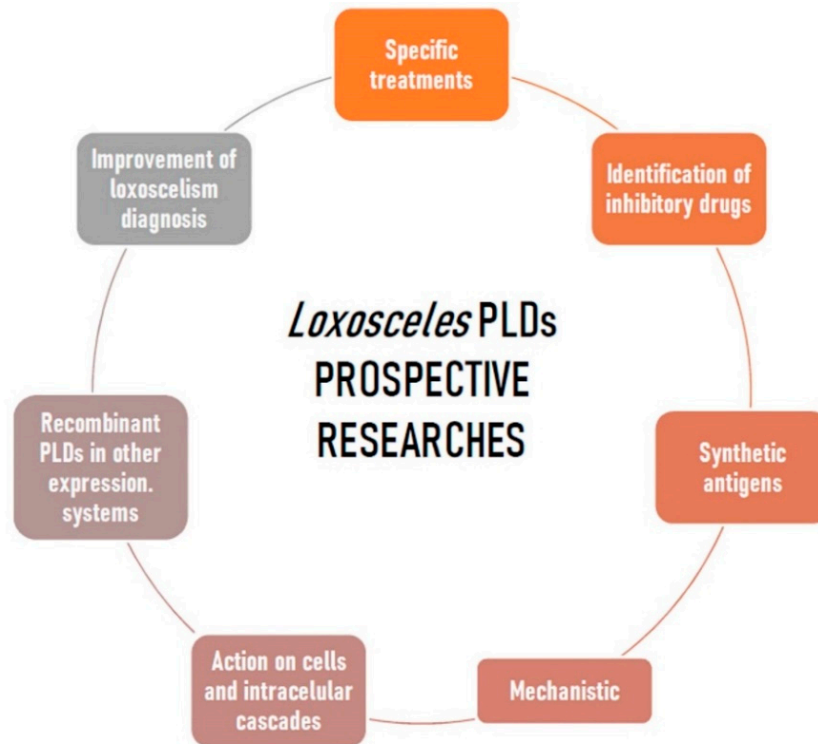 Specific
treatments
Improvement of
loxoscelism
diagnosis
Identification of
inhibitory drugs
Loxosceles PLDs
PROSPECTIVE
RESEARCHES
Recombinant
PLDs in other
expression.
systems
Synthetic
antigens
Action on cells
and intracelular
cascades
Mechanistic